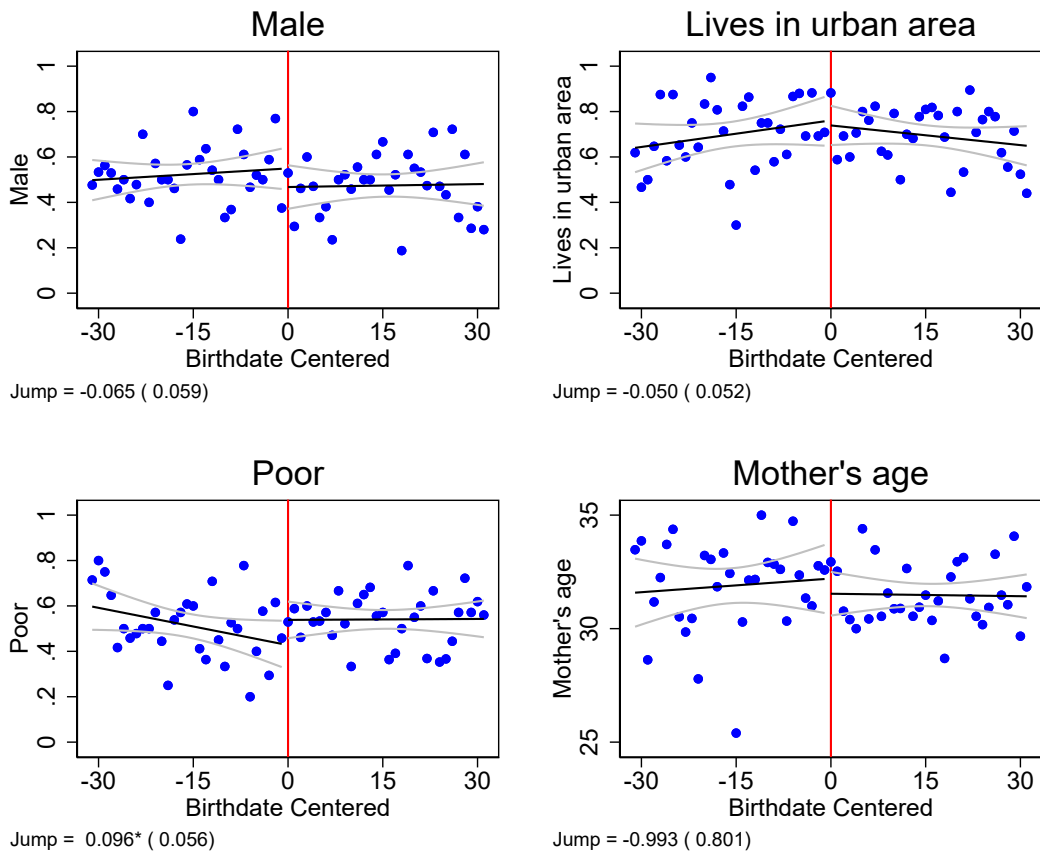 Male
Male
1
.8
.6
.4
.2
0
-30 -15 0 15 30
Birthdate Centered
Jump = -0.065 ( 0.059)
Lives in urban area
Lives in urban area
1
.8
.6
.4
.2
0
-30 -15 0 15 30
Birthdate Centered
Jump = -0.050 ( 0.052)
Poor
Poor
1
.8
.6
.4
.2
0
-30 -15 0 15 30
Birthdate Centered
Jump =  0.096* ( 0.056)
Mother's age
Mother's age
35
30
25
-30 -15 0 15 30
Birthdate Centered
Jump = -0.993 ( 0.801)